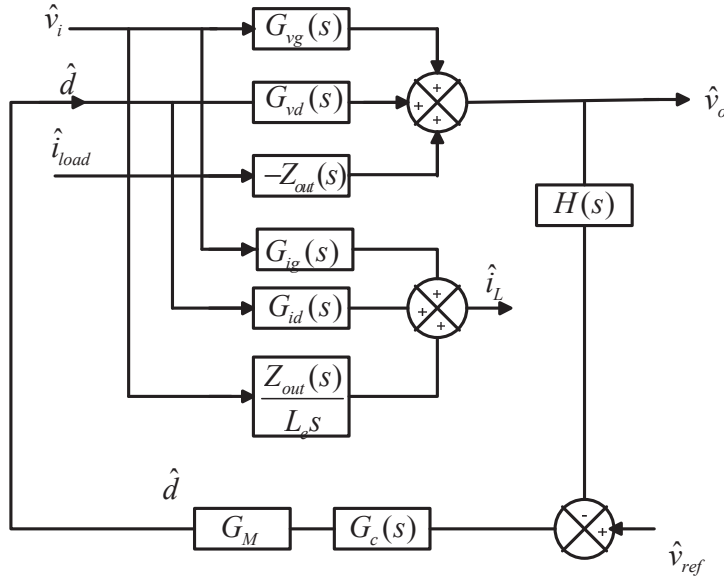 v̂_i
G_vg(s)
d̂
G_vd(s)
+
+
+
v̂_o
î_load
−Z_out(s)
H(s)
G_ig(s)
î_L
G_id(s)
+
+
+
Z_out(s)
L_e s
d̂
G_M
G_c(s)
-
+
v̂_ref